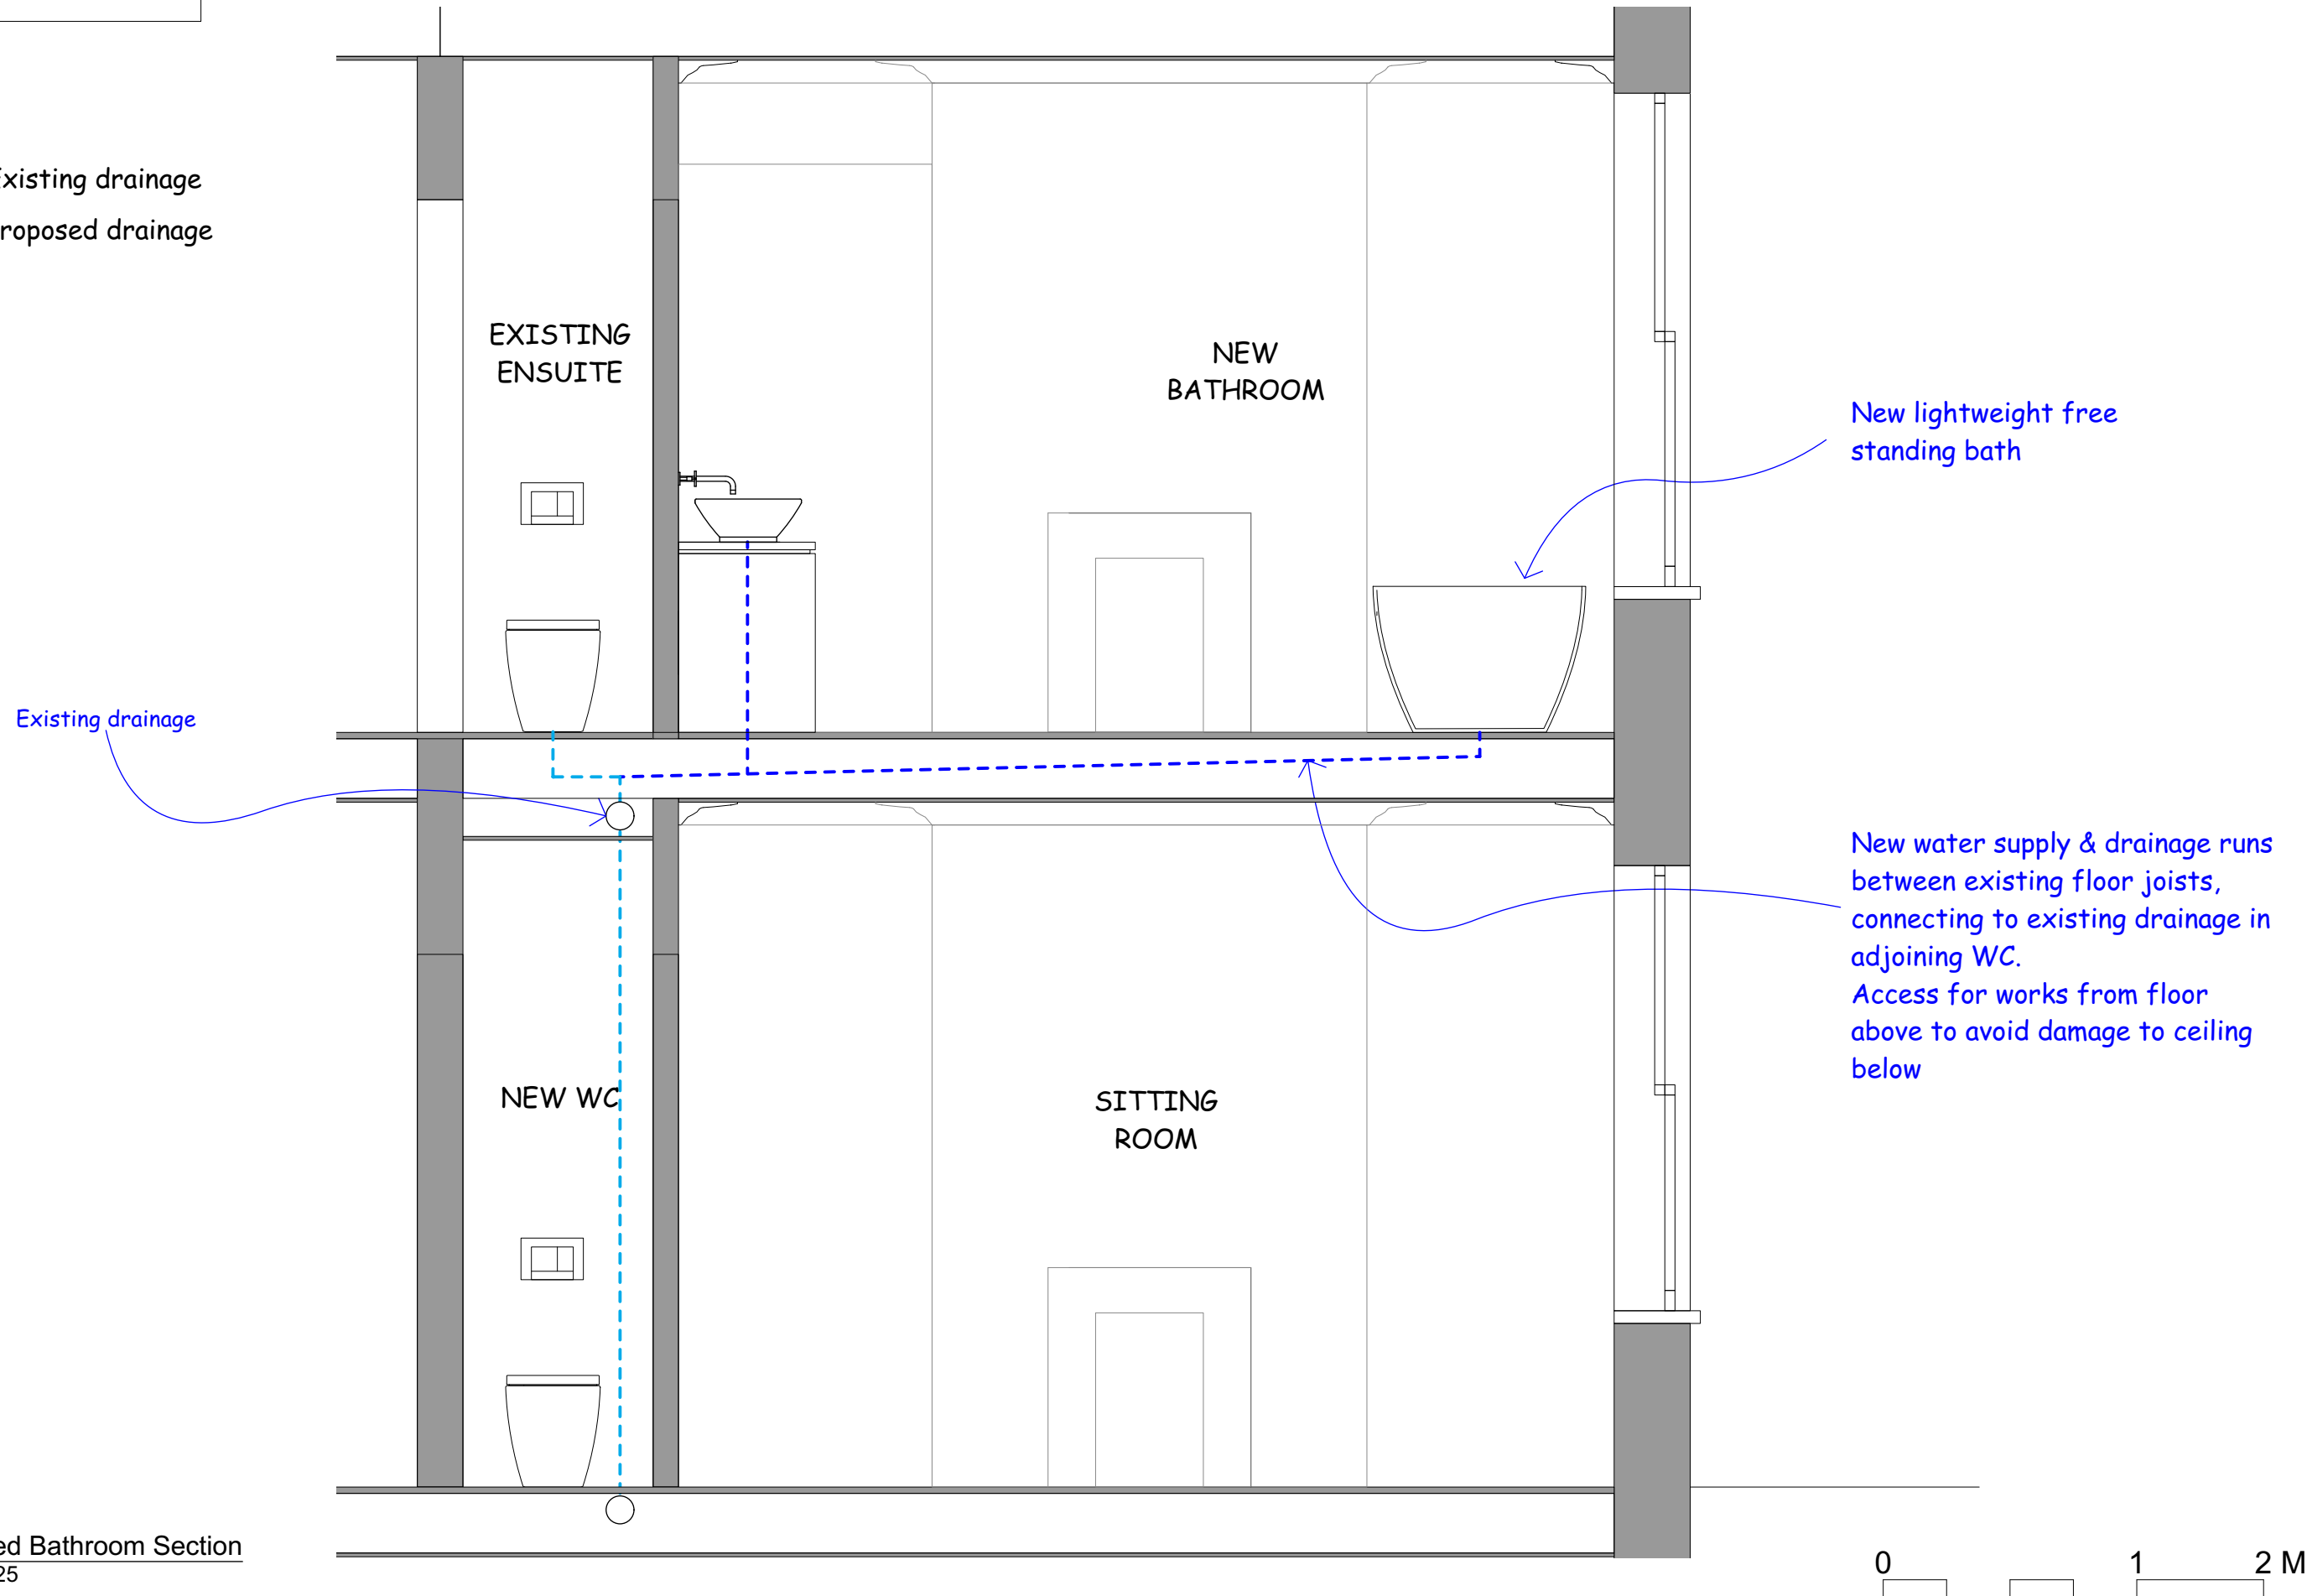 Existing drainage
roposed drainage
EXISTING
ENSUITE
NEW
BATHROOM
New lightweight free
standing bath
Existing drainage
New water supply & drainage runs
between existing floor joists,
connecting to existing drainage in
adjoining WC.
Access for works from floor
above to avoid damage to ceiling
below
NEW WC
SITTING
ROOM
ed Bathroom Section
25
0 1 2 M